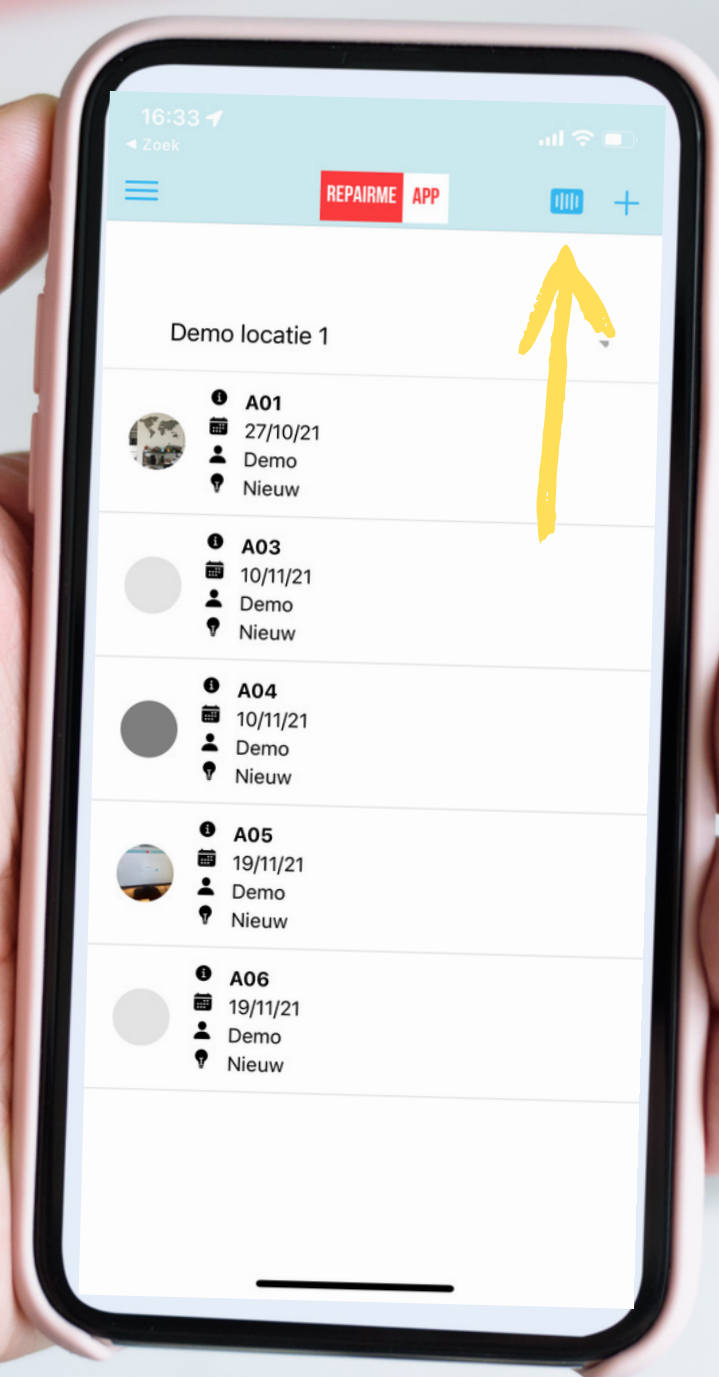 16:33
◀ Zoek
REPAIRME APP
Demo locatie 1
A01
27/10/21
Demo
Nieuw
A03
10/11/21
Demo
Nieuw
A04
10/11/21
Demo
Nieuw
A05
19/11/21
Demo
Nieuw
A06
19/11/21
Demo
Nieuw